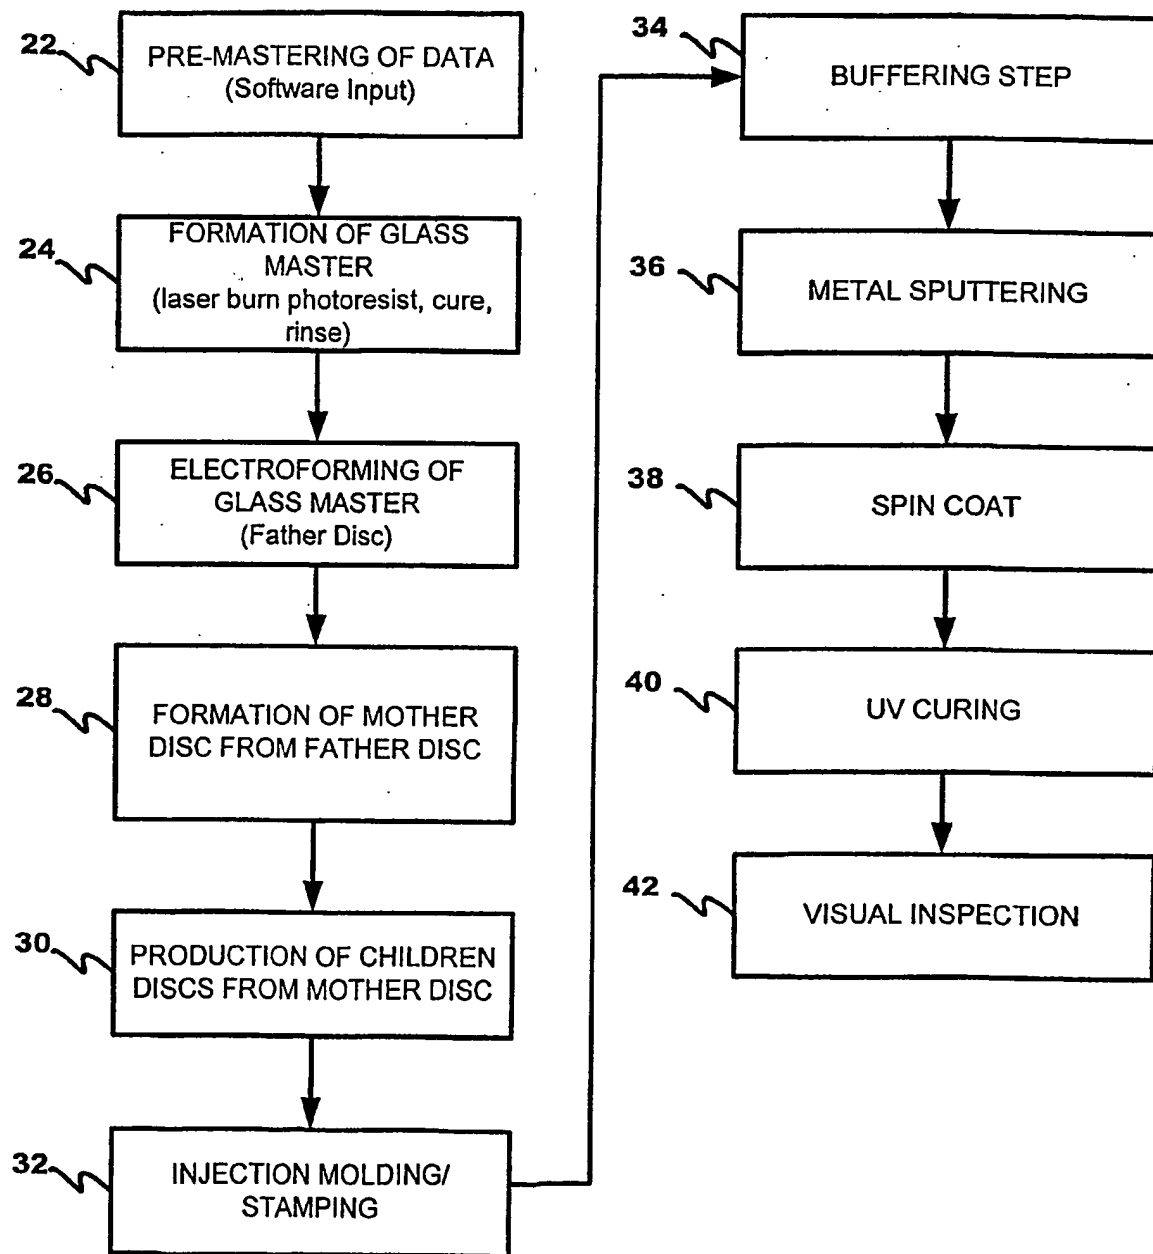 22
PRE-MASTERING OF DATA
(Software Input)
24
FORMATION OF GLASS
MASTER
(laser burn photoresist, cure,
rinse)
26
ELECTROFORMING OF
GLASS MASTER
(Father Disc)
28
FORMATION OF MOTHER
DISC FROM FATHER DISC
30
PRODUCTION OF CHILDREN
DISCS FROM MOTHER DISC
32
INJECTION MOLDING/
STAMPING
34
BUFFERING STEP
36
METAL SPUTTERING
38
SPIN COAT
40
UV CURING
42
VISUAL INSPECTION